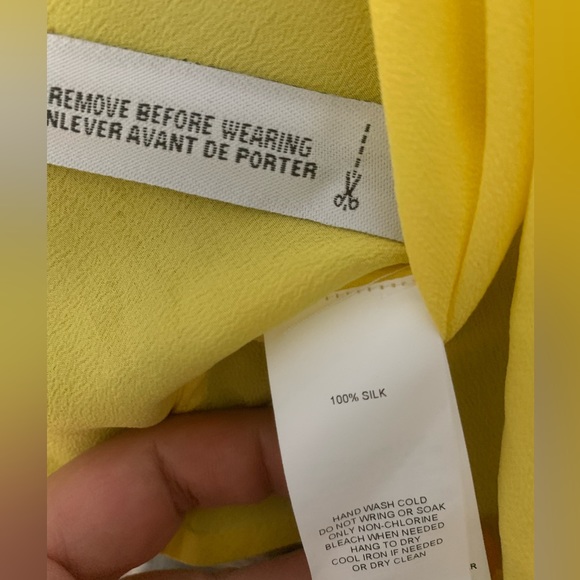 REMOVE BEFORE WEARING
NLEVER AVANT DE PORTER
100% SILK
HAND WASH COLD
DO NOT WRING OR SOAK
ONLY NON-CHLORINE
BLEACH WHEN NEEDED
HANG TO DRY
COOL IRON IF NEEDED
OR DRY CLEAN